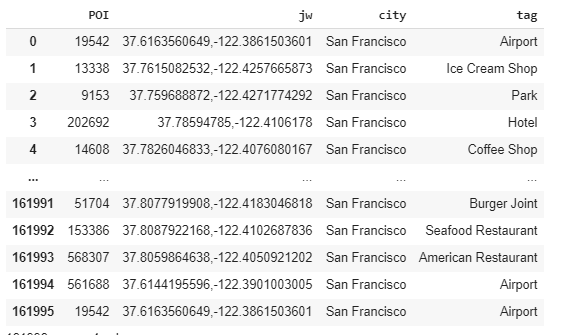 POI jw city tag
0 19542 37.6163560649,-122.3861503601 San Francisco Airport
1 13338 37.7615082532,-122.4257665873 San Francisco Ice Cream Shop
2 9153 37.759688872,-122.4271774292 San Francisco Park
3 202692 37.78594785,-122.4106178 San Francisco Hotel
4 14608 37.7826046833,-122.4076080167 San Francisco Coffee Shop
... ... ... ... ...
161991 51704 37.8077919908,-122.4183046818 San Francisco Burger Joint
161992 153386 37.8087922168,-122.4102687836 San Francisco Seafood Restaurant
161993 568307 37.8059864638,-122.4050921202 San Francisco American Restaurant
161994 561688 37.6144195596,-122.3901003005 San Francisco Airport
161995 19542 37.6163560649,-122.3861503601 San Francisco Airport